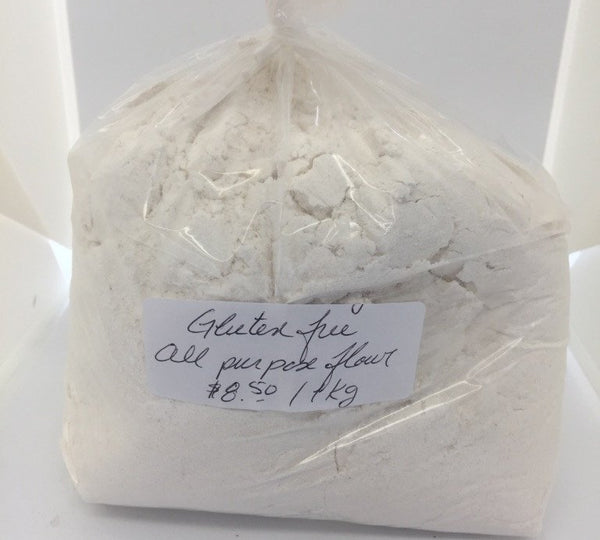 Gluten free
All purpose flour
$8.50 / 1kg